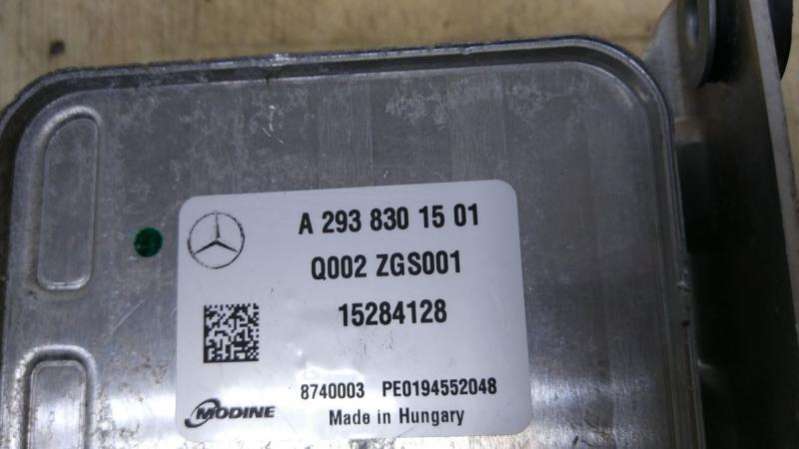 A 293 830 15 01
Q002 ZGS001
15284128
8740003 PE0194552048
MODINE
Made in Hungary